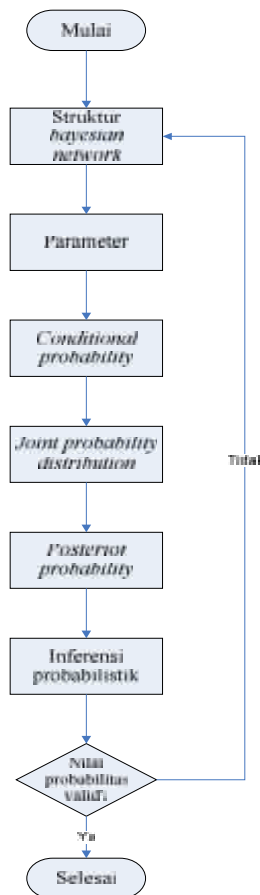 Mulai
Struktur
bayesian
network
Parameter
Conditional
probability
Joint probability
distribution
Tidak
Posterior
probability
Inferensi
probabilistik
Nilai
probabilitas
valid?
Ya
Selesai